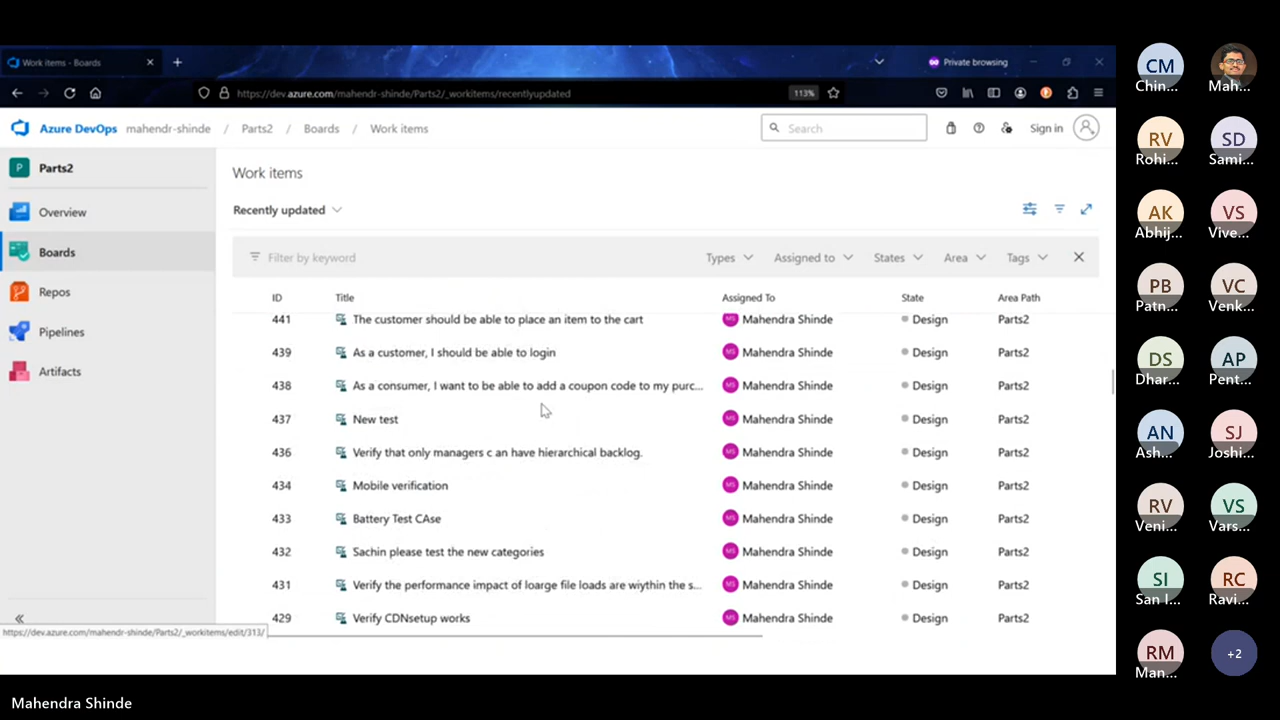 Work items - Boards
Private browsing
https://dev.azure.com/mahendr-shinde/Parts2/_workitems/recentlyupdated
113%
Azure DevOps mahendr-shinde / Parts2 / Boards / Work items
Search
Sign in
P Parts2
Overview
Boards
Repos
Pipelines
Artifacts
Work items
Recently updated
Filter by keyword
Types Assigned to States Area Tags
ID Title Assigned To State Area Path
441 The customer should be able to place an item to the cart MS Mahendra Shinde Design Parts2
439 As a customer, I should be able to login MS Mahendra Shinde Design Parts2
438 As a consumer, I want to be able to add a coupon code to my purc... MS Mahendra Shinde Design Parts2
437 New test MS Mahendra Shinde Design Parts2
436 Verify that only managers c an have hierarchical backlog. MS Mahendra Shinde Design Parts2
434 Mobile verification MS Mahendra Shinde Design Parts2
433 Battery Test CAse MS Mahendra Shinde Design Parts2
432 Sachin please test the new categories MS Mahendra Shinde Design Parts2
431 Verify the performance impact of loarge file loads are wiythin the s... MS Mahendra Shinde Design Parts2
429 Verify CDNsetup works MS Mahendra Shinde Design Parts2
https://dev.azure.com/mahendr-shinde/Parts2/_workitems/edit/313/
CM
Chin...
Mah...
RV
Rohi...
SD
Sami...
AK
Abhij...
VS
Vive...
PB
Patn...
VC
Venk...
DS
Dhar...
AP
Pent...
AN
Ash...
SJ
Joshi...
RV
Veni...
VS
Vars...
SI
San I...
RC
Ravi...
RM
Man...
+2
Mahendra Shinde